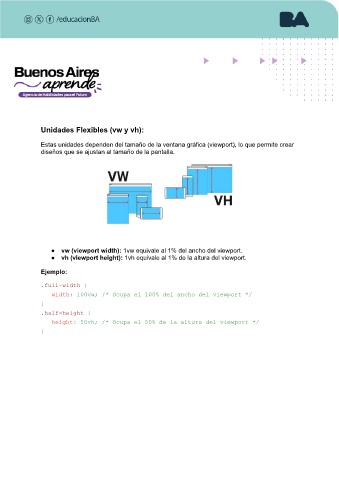 /educacionBA
BA
Buenos Aires
aprende
Agencia de Habilidades para el Futuro
Unidades Flexibles (vw y vh):
Estas unidades dependen del tamaño de la ventana gráfica (viewport), lo que permite crear
diseños que se ajustan al tamaño de la pantalla.
VW
VH
● vw (viewport width): 1vw equivale al 1% del ancho del viewport.
● vh (viewport height): 1vh equivale al 1% de la altura del viewport.
Ejemplo:
.full-width {
width: 100vw; /* Ocupa el 100% del ancho del viewport */
}
.half-height {
height: 50vh; /* Ocupa el 50% de la altura del viewport */
}